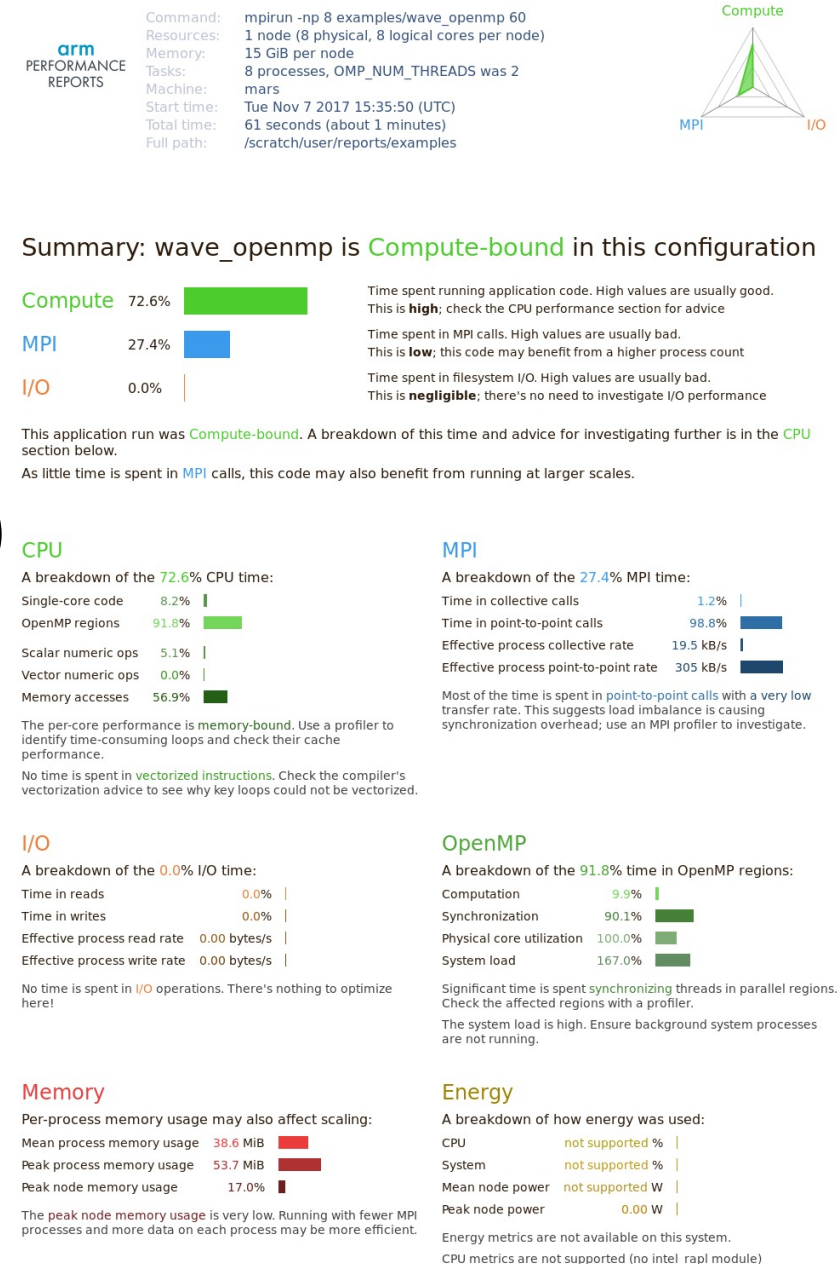 arm
PERFORMANCE
REPORTS
Command: mpirun -np 8 examples/wave_openmp 60
Resources: 1 node (8 physical, 8 logical cores per node)
Memory: 15 GiB per node
Tasks: 8 processes, OMP_NUM_THREADS was 2
Machine: mars
Start time: Tue Nov 7 2017 15:35:50 (UTC)
Total time: 61 seconds (about 1 minutes)
Full path: /scratch/user/reports/examples
Compute
MPI
I/O
Summary: wave_openmp is Compute-bound in this configuration
Compute 72.6%
Time spent running application code. High values are usually good.
This is high; check the CPU performance section for advice
MPI 27.4%
Time spent in MPI calls. High values are usually bad.
This is low; this code may benefit from a higher process count
I/O 0.0%
Time spent in filesystem I/O. High values are usually bad.
This is negligible; there's no need to investigate I/O performance
This application run was Compute-bound. A breakdown of this time and advice for investigating further is in the CPU
section below.
As little time is spent in MPI calls, this code may also benefit from running at larger scales.
CPU
A breakdown of the 72.6% CPU time:
Single-core code 8.2%
OpenMP regions 91.8%
Scalar numeric ops 5.1%
Vector numeric ops 0.0%
Memory accesses 56.9%
The per-core performance is memory-bound. Use a profiler to
identify time-consuming loops and check their cache
performance.
No time is spent in vectorized instructions. Check the compiler's
vectorization advice to see why key loops could not be vectorized.
MPI
A breakdown of the 27.4% MPI time:
Time in collective calls 1.2%
Time in point-to-point calls 98.8%
Effective process collective rate 19.5 kB/s
Effective process point-to-point rate 305 kB/s
Most of the time is spent in point-to-point calls with a very low
transfer rate. This suggests load imbalance is causing
synchronization overhead; use an MPI profiler to investigate.
I/O
A breakdown of the 0.0% I/O time:
Time in reads 0.0%
Time in writes 0.0%
Effective process read rate 0.00 bytes/s
Effective process write rate 0.00 bytes/s
No time is spent in I/O operations. There's nothing to optimize
here!
OpenMP
A breakdown of the 91.8% time in OpenMP regions:
Computation 9.9%
Synchronization 90.1%
Physical core utilization 100.0%
System load 167.0%
Significant time is spent synchronizing threads in parallel regions.
Check the affected regions with a profiler.
The system load is high. Ensure background system processes
are not running.
Memory
Per-process memory usage may also affect scaling:
Mean process memory usage 38.6 MiB
Peak process memory usage 53.7 MiB
Peak node memory usage 17.0%
The peak node memory usage is very low. Running with fewer MPI
processes and more data on each process may be more efficient.
Energy
A breakdown of how energy was used:
CPU not supported %
System not supported %
Mean node power not supported W
Peak node power 0.00 W
Energy metrics are not available on this system.
CPU metrics are not supported (no intel_rapl module)